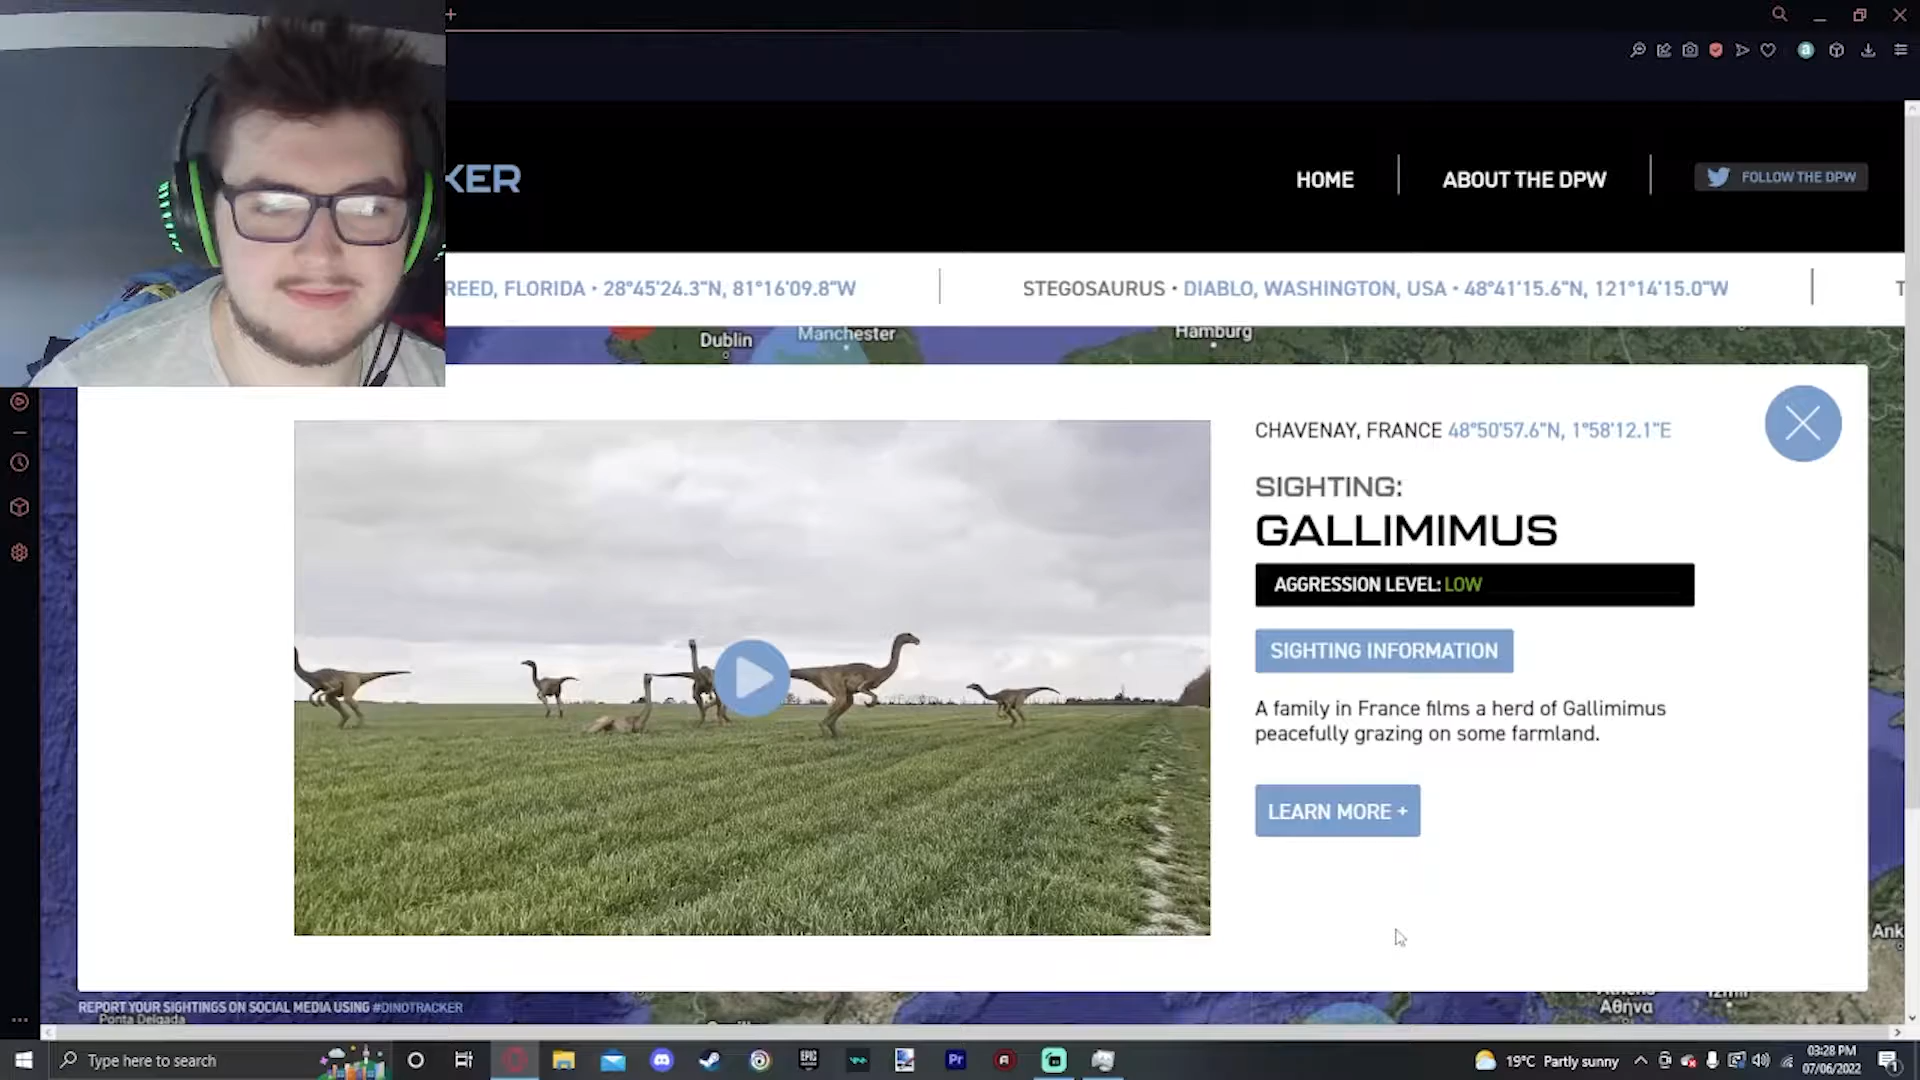 KER
HOME
ABOUT THE DPW
FOLLOW THE DPW
REED, FLORIDA • 28°45'24.3"N, 81°16'09.8"W
STEGOSAURUS • DIABLO, WASHINGTON, USA • 48°41'15.6"N, 121°14'15.0"W
T
Dublin
Manchester
Hamburg
CHAVENAY, FRANCE 48°50'57.6"N, 1°58'12.1"E
SIGHTING:
GALLIMIMUS
AGGRESSION LEVEL: LOW
SIGHTING INFORMATION
A family in France films a herd of Gallimimus
peacefully grazing on some farmland.
LEARN MORE +
Ank
Αθήνα
REPORT YOUR SIGHTINGS ON SOCIAL MEDIA USING #DINOTRACKER
Ponta Delgada
Type here to search
EPIC
Pr
19°C Partly sunny
03:28 PM
07/06/2022
1